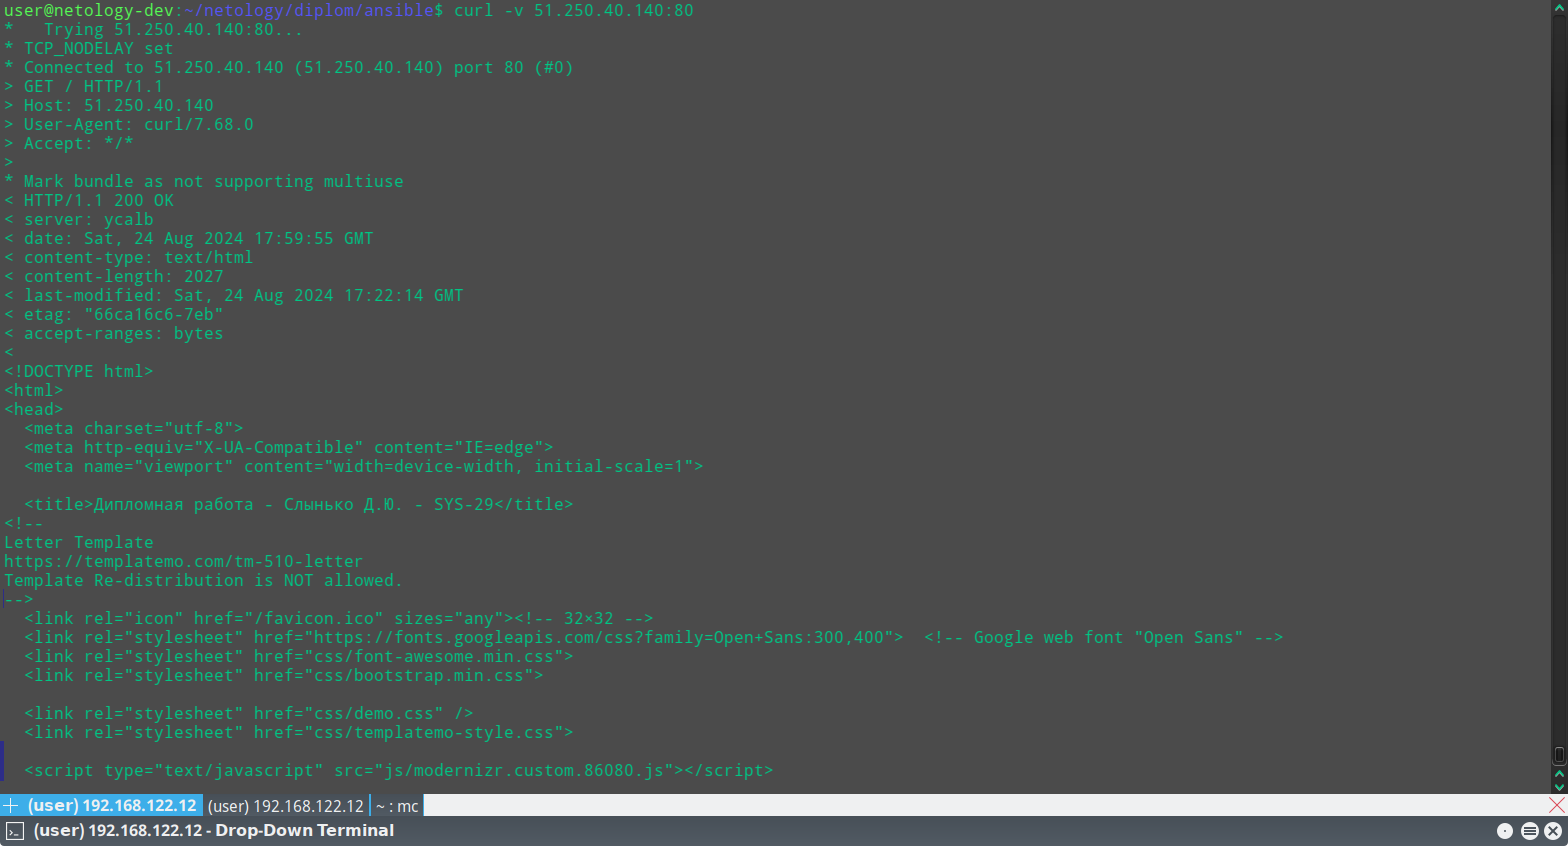 user@netology-dev:~/netology/diplom/ansible$ curl -v 51.250.40.140:80
*   Trying 51.250.40.140:80...
* TCP_NODELAY set
* Connected to 51.250.40.140 (51.250.40.140) port 80 (#0)
> GET / HTTP/1.1
> Host: 51.250.40.140
> User-Agent: curl/7.68.0
> Accept: */*
>
* Mark bundle as not supporting multiuse
< HTTP/1.1 200 OK
< server: ycalb
< date: Sat, 24 Aug 2024 17:59:55 GMT
< content-type: text/html
< content-length: 2027
< last-modified: Sat, 24 Aug 2024 17:22:14 GMT
< etag: "66ca16c6-7eb"
< accept-ranges: bytes
<
<!DOCTYPE html>
<html>
<head>
  <meta charset="utf-8">
  <meta http-equiv="X-UA-Compatible" content="IE=edge">
  <meta name="viewport" content="width=device-width, initial-scale=1">

  <title>Дипломная работа - Слынько Д.Ю. - SYS-29</title>
<!--
Letter Template
https://templatemo.com/tm-510-letter
Template Re-distribution is NOT allowed.
-->
  <link rel="icon" href="/favicon.ico" sizes="any"><!-- 32×32 -->
  <link rel="stylesheet" href="https://fonts.googleapis.com/css?family=Open+Sans:300,400">  <!-- Google web font "Open Sans" -->
  <link rel="stylesheet" href="css/font-awesome.min.css">
  <link rel="stylesheet" href="css/bootstrap.min.css">

  <link rel="stylesheet" href="css/demo.css" />
  <link rel="stylesheet" href="css/templatemo-style.css">

  <script type="text/javascript" src="js/modernizr.custom.86080.js"></script>
(user) 192.168.122.12 (user) 192.168.122.12 ~ : mc
(user) 192.168.122.12 - Drop-Down Terminal